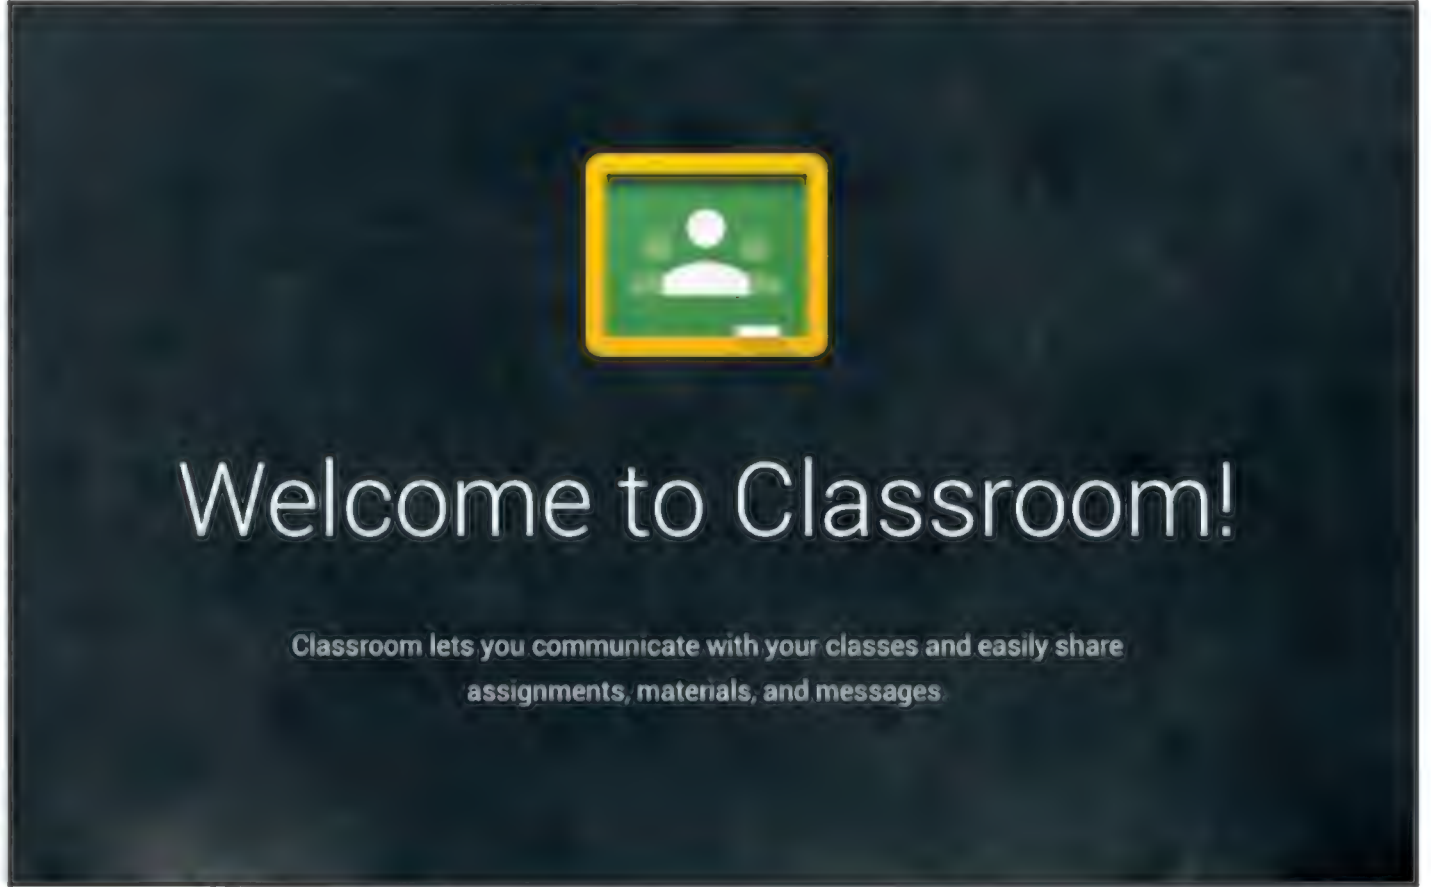 Welcome to Classroom!
Classroom lets you communicate with your classes and easily share
assignments, materials, and messages